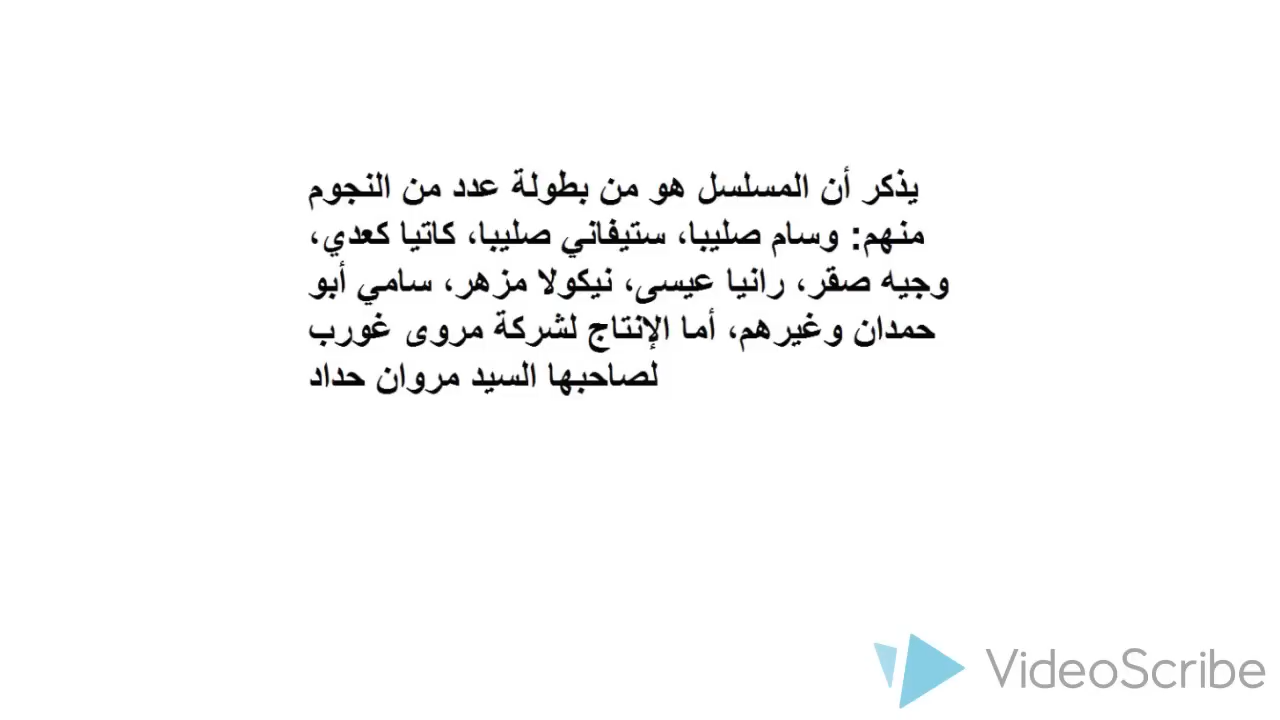 يذكر أن المسلسل هو من بطولة عدد من النجوم
منهم: وسام صليبا، ستيفاني صليبا، كاتيا كعدي،
وجيه صقر، رانيا عيسى، نيكولا مزهر، سامي أبو
حمدان وغيرهم، أما الإنتاج لشركة مروى غورب
لصاحبها السيد مروان حداد
VideoScribe